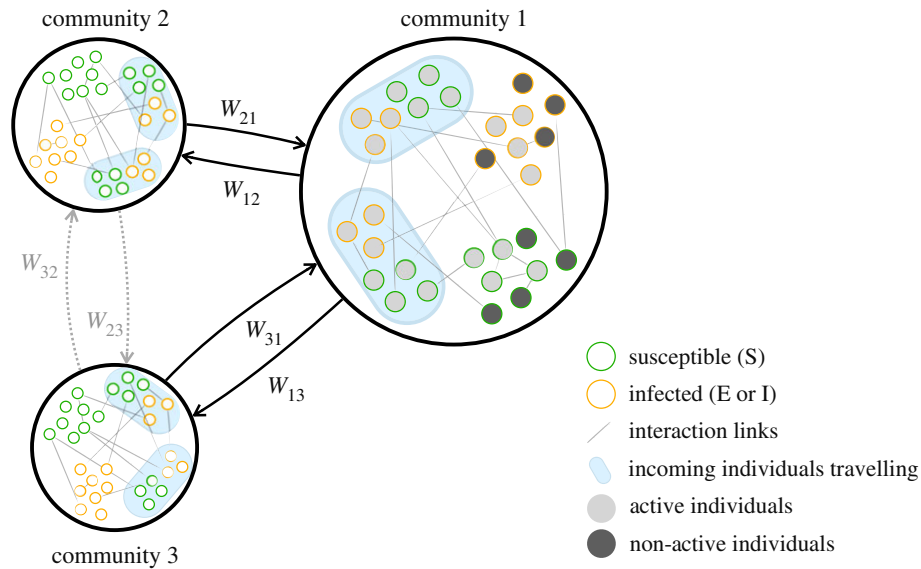 community 2
community 1
W21
W12
W32
W23
W31
W13
community 3
susceptible (S)
infected (E or I)
interaction links
incoming individuals travelling
active individuals
non-active individuals